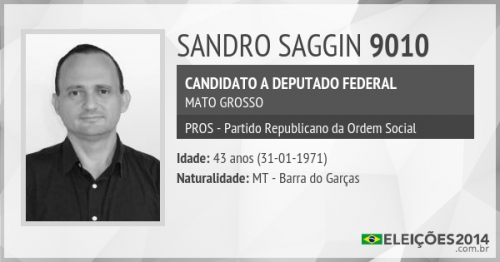 SANDRO SAGGIN 9010
CANDIDATO A DEPUTADO FEDERAL
MATO GROSSO
PROS - Partido Republicano da Ordem Social
Idade: 43 anos (31-01-1971)
Naturalidade: MT - Barra do Garças
ELEIÇÕES2014
.com.br